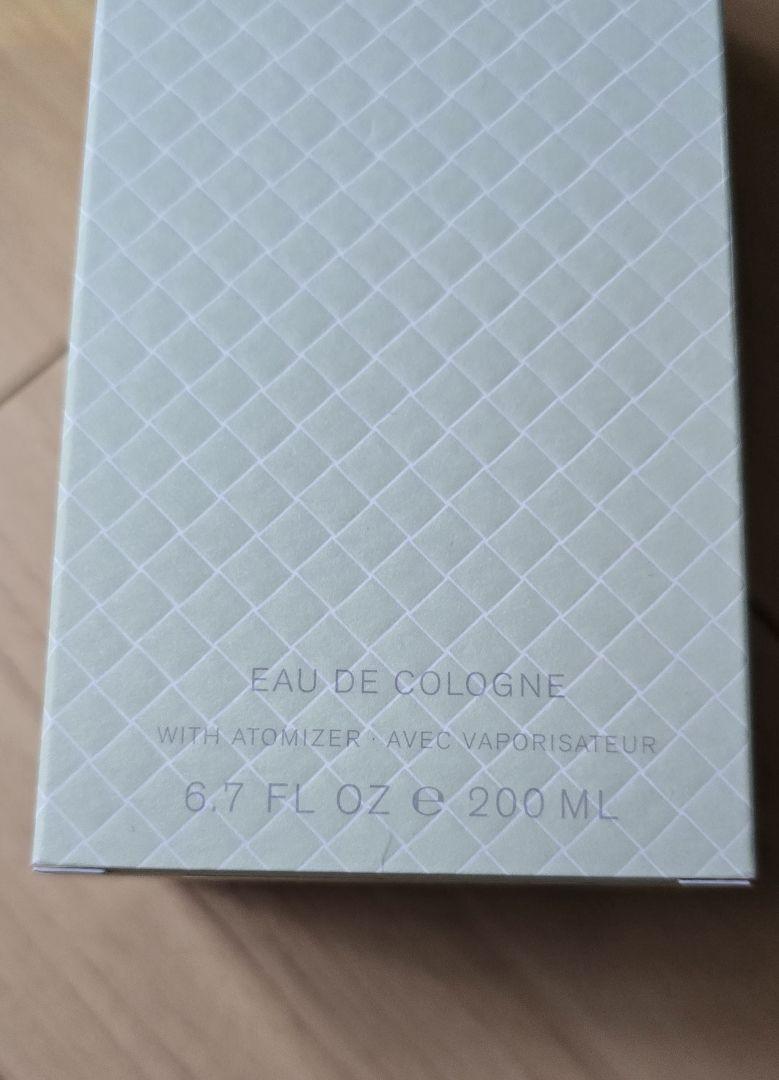 EAU DE COLOGNE
WITH ATOMIZER · AVEC VAPORISATEUR
6.7 FL OZ ℮ 200 ML